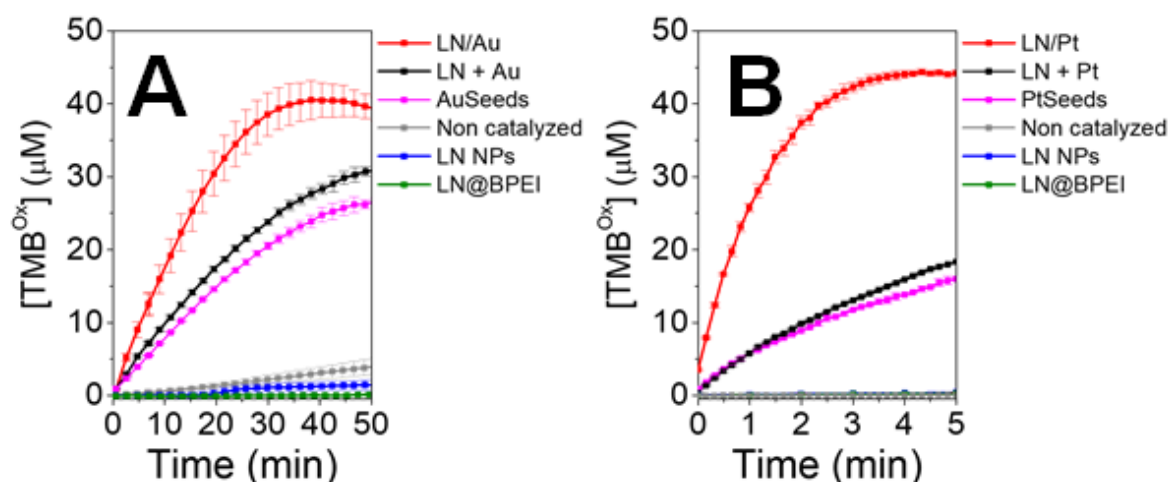 A
[TMB^Ox] (μM)
50
40
30
20
10
0
0 10 20 30 40 50
Time (min)
LN/Au
LN + Au
AuSeeds
Non catalyzed
LN NPs
LN@BPEI
B
[TMB^Ox] (μM)
50
40
30
20
10
0
0 1 2 3 4 5
Time (min)
LN/Pt
LN + Pt
PtSeeds
Non catalyzed
LN NPs
LN@BPEI